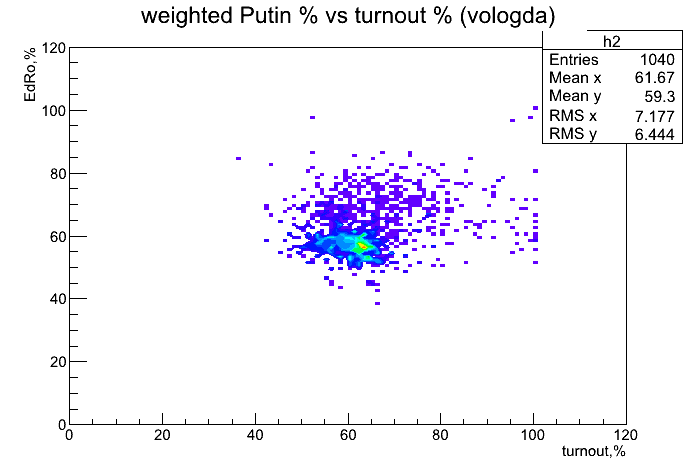 weighted Putin % vs turnout % (vologda)
h2
Entries 1040
Mean x 61.67
Mean y 59.3
RMS x 7.177
RMS y 6.444
EdRo,%
120
100
80
60
40
20
0
0 20 40 60 80 100 120
turnout,%